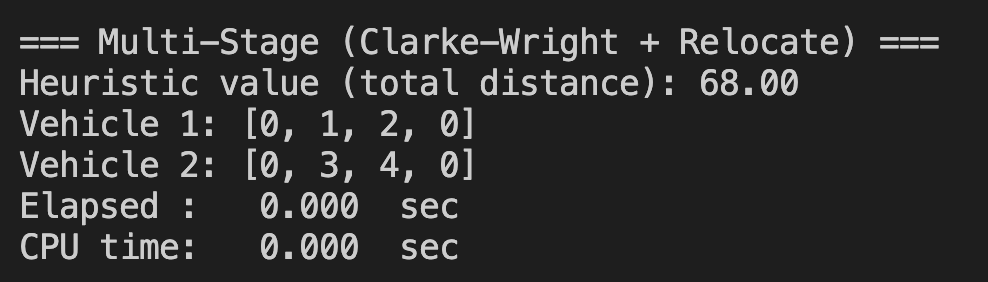 === Multi-Stage (Clarke-Wright + Relocate) ===
Heuristic value (total distance): 68.00
Vehicle 1: [0, 1, 2, 0]
Vehicle 2: [0, 3, 4, 0]
Elapsed :   0.000  sec
CPU time:   0.000  sec